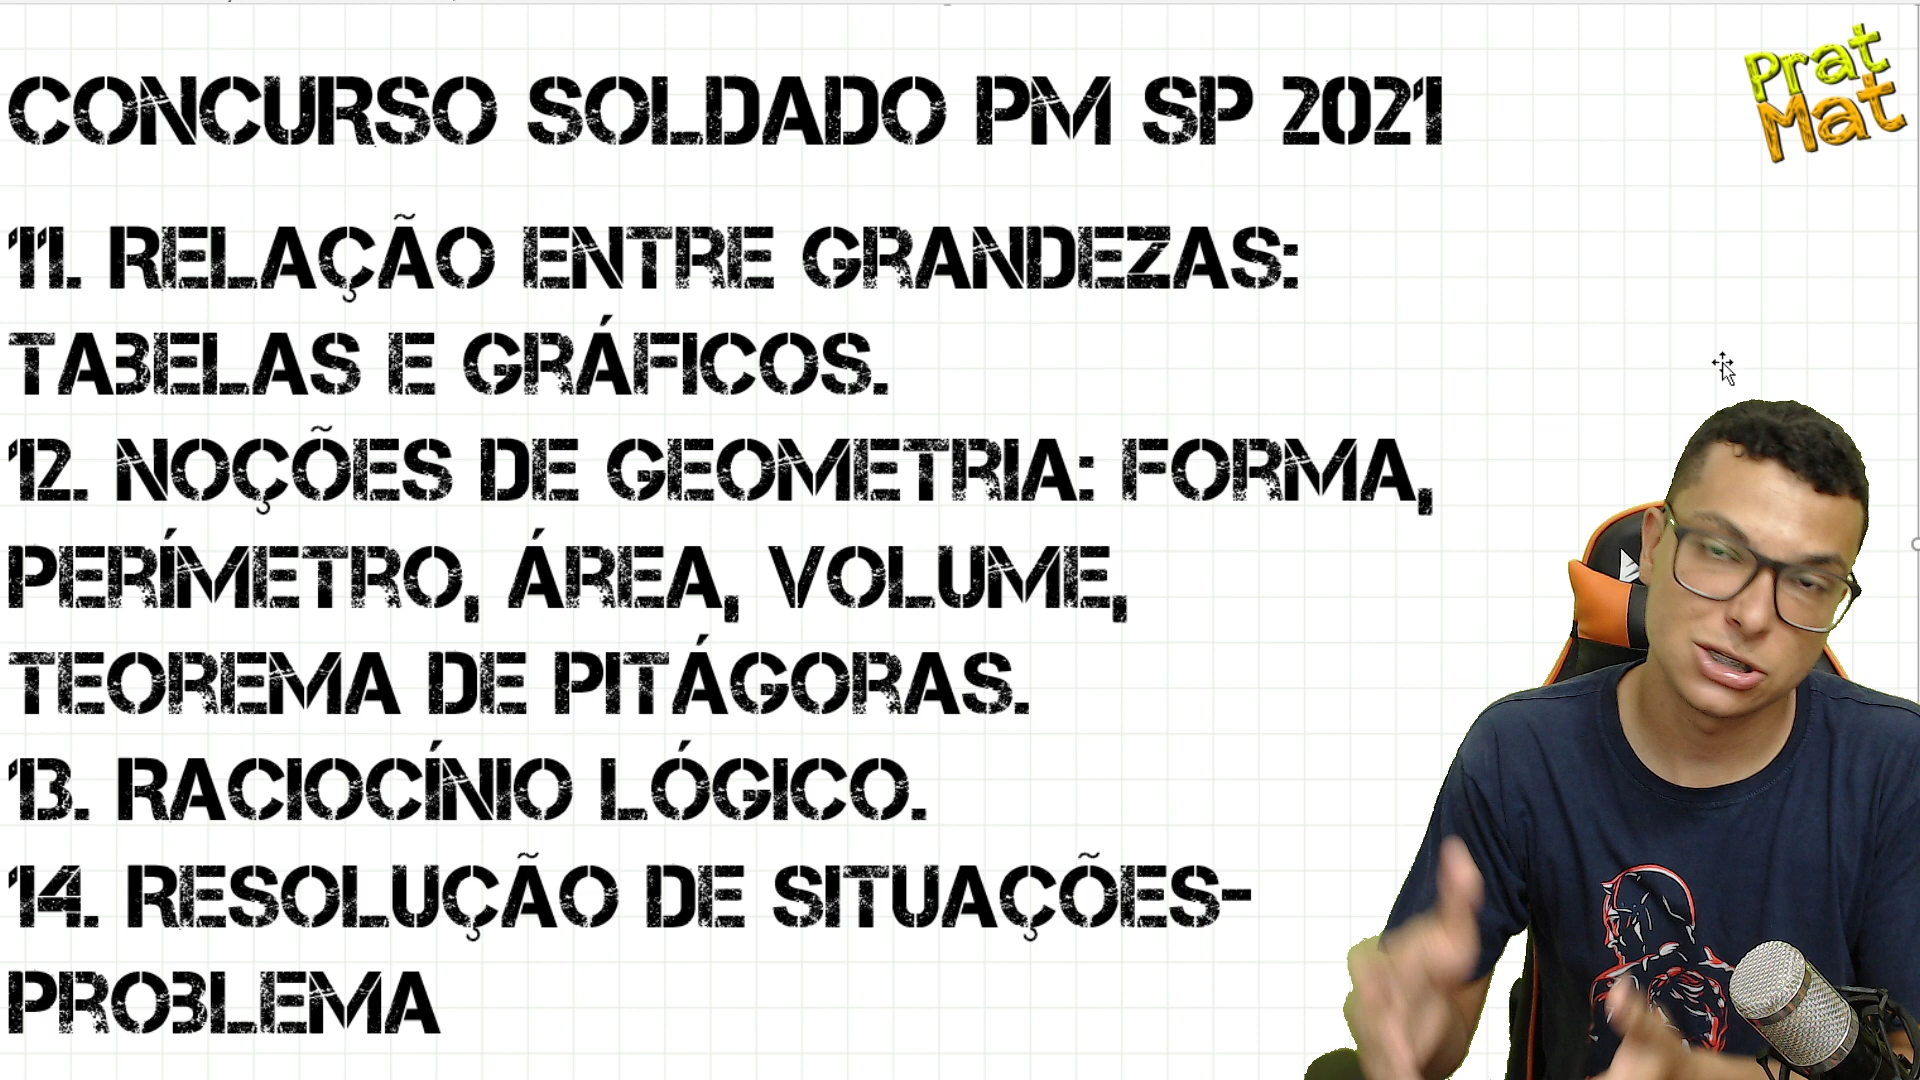 CONCURSO SOLDADO PM SP 2021
Prat
Mat
11. RELAÇÃO ENTRE GRANDEZAS:
TABELAS E GRÁFICOS.
12. NOÇÕES DE GEOMETRIA: FORMA,
PERÍMETRO, ÁREA, VOLUME,
TEOREMA DE PITÁGORAS.
13. RACIOCÍNIO LÓGICO.
14. RESOLUÇÃO DE SITUAÇÕES-
PROBLEMA